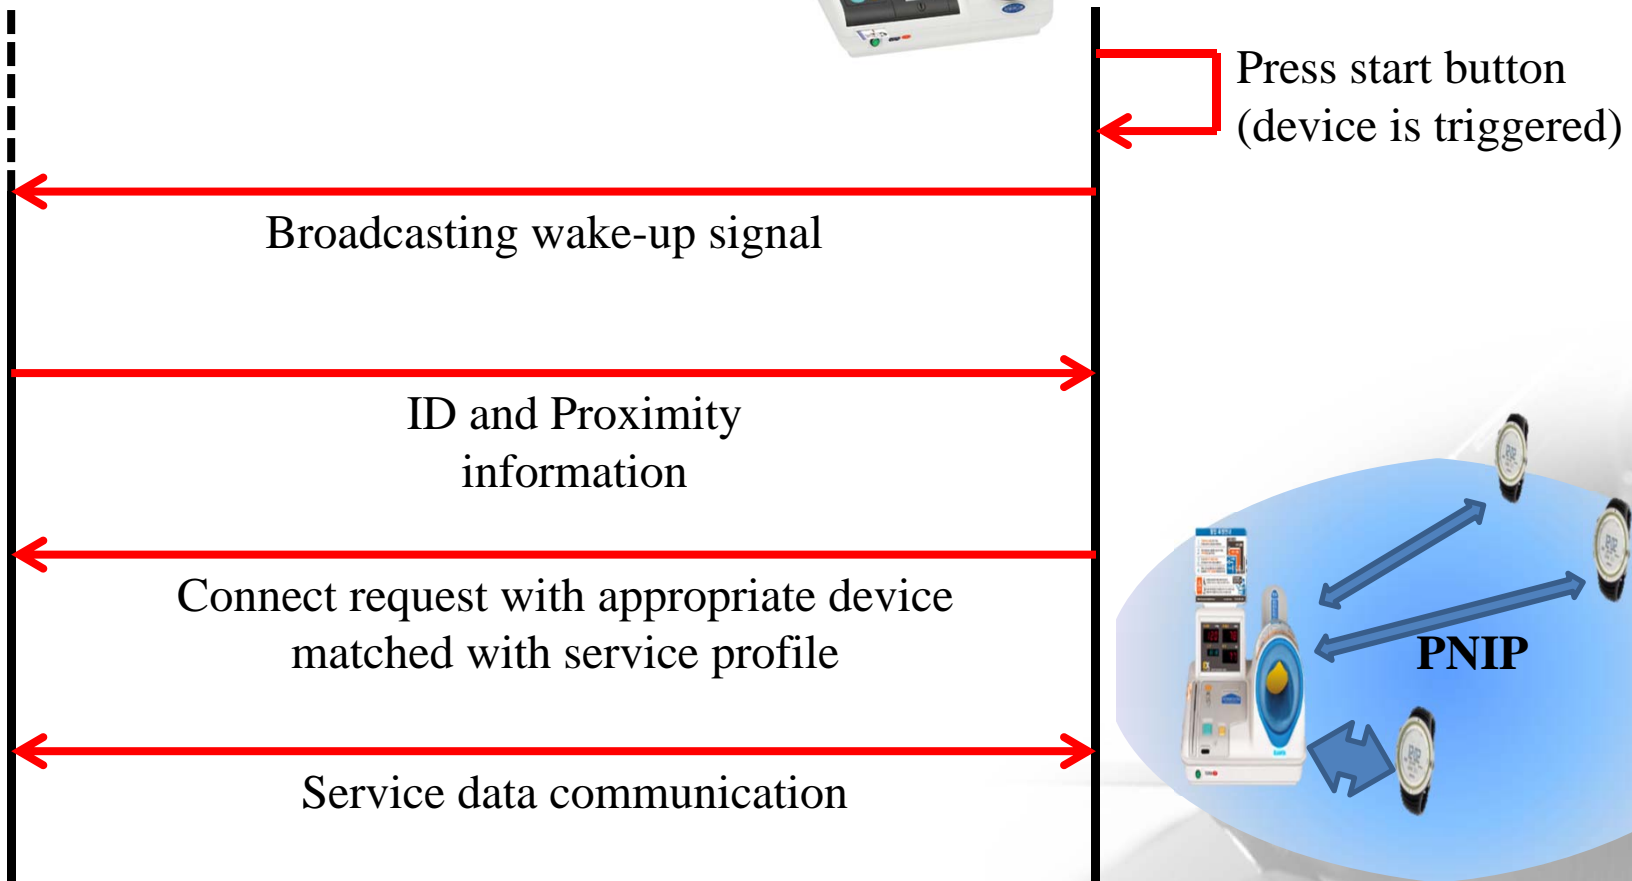 Press start button
(device is triggered)
Broadcasting wake-up signal
ID and Proximity
information
Connect request with appropriate device
matched with service profile
PNIP
Service data communication